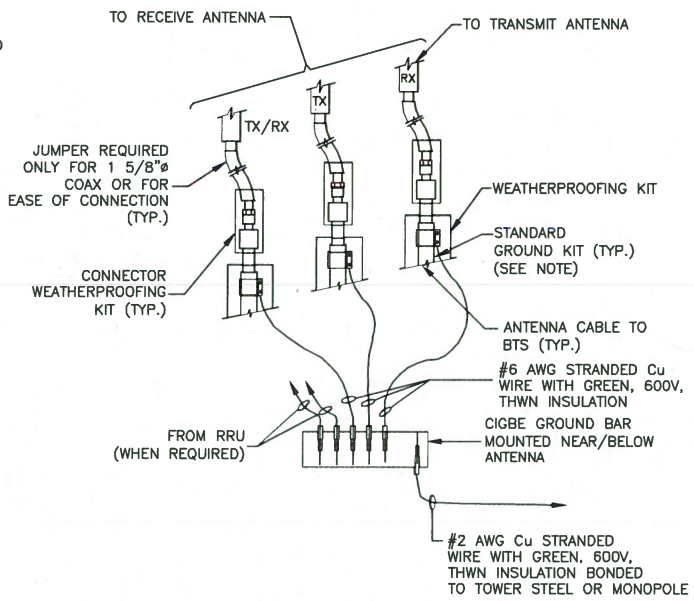 TO RECEIVE ANTENNA
TO TRANSMIT ANTENNA
RX
TX
TX/RX
JUMPER REQUIRED
ONLY FOR 1 5/8"ø
COAX OR FOR
EASE OF CONNECTION
(TYP.)
WEATHERPROOFING KIT
STANDARD
GROUND KIT (TYP.)
(SEE NOTE)
CONNECTOR
WEATHERPROOFING
KIT (TYP.)
ANTENNA CABLE TO
BTS (TYP.)
#6 AWG STRANDED Cu
WIRE WITH GREEN, 600V,
THWN INSULATION
FROM RRU
(WHEN REQUIRED)
CIGBE GROUND BAR
MOUNTED NEAR/BELOW
ANTENNA
#2 AWG Cu STRANDED
WIRE WITH GREEN, 600V,
THWN INSULATION BONDED
TO TOWER STEEL OR MONOPOLE